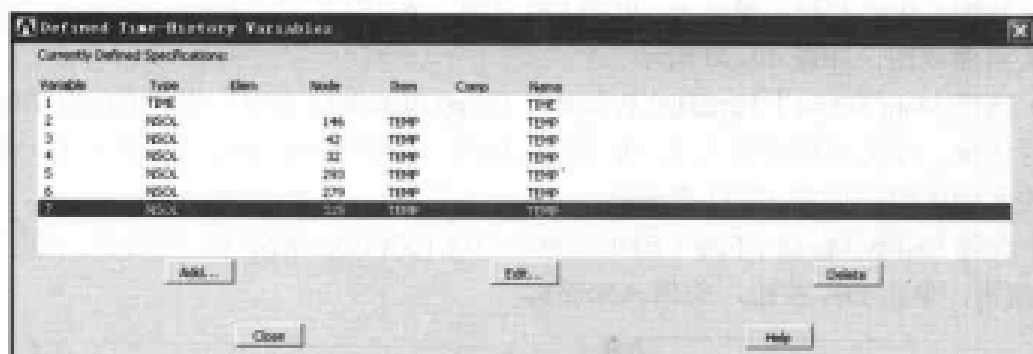 Defined Time-History Variables
Currently Defined Specifications:
Variable Type Elem Node Item Comp Name
1 TIME TIME
2 NSOL 146 TEMP TEMP
3 NSOL 42 TEMP TEMP
4 NSOL 32 TEMP TEMP
5 NSOL 293 TEMP TEMP
6 NSOL 279 TEMP TEMP
7 NSOL TEMP TEMP
Add... Edit... Delete
Close Help